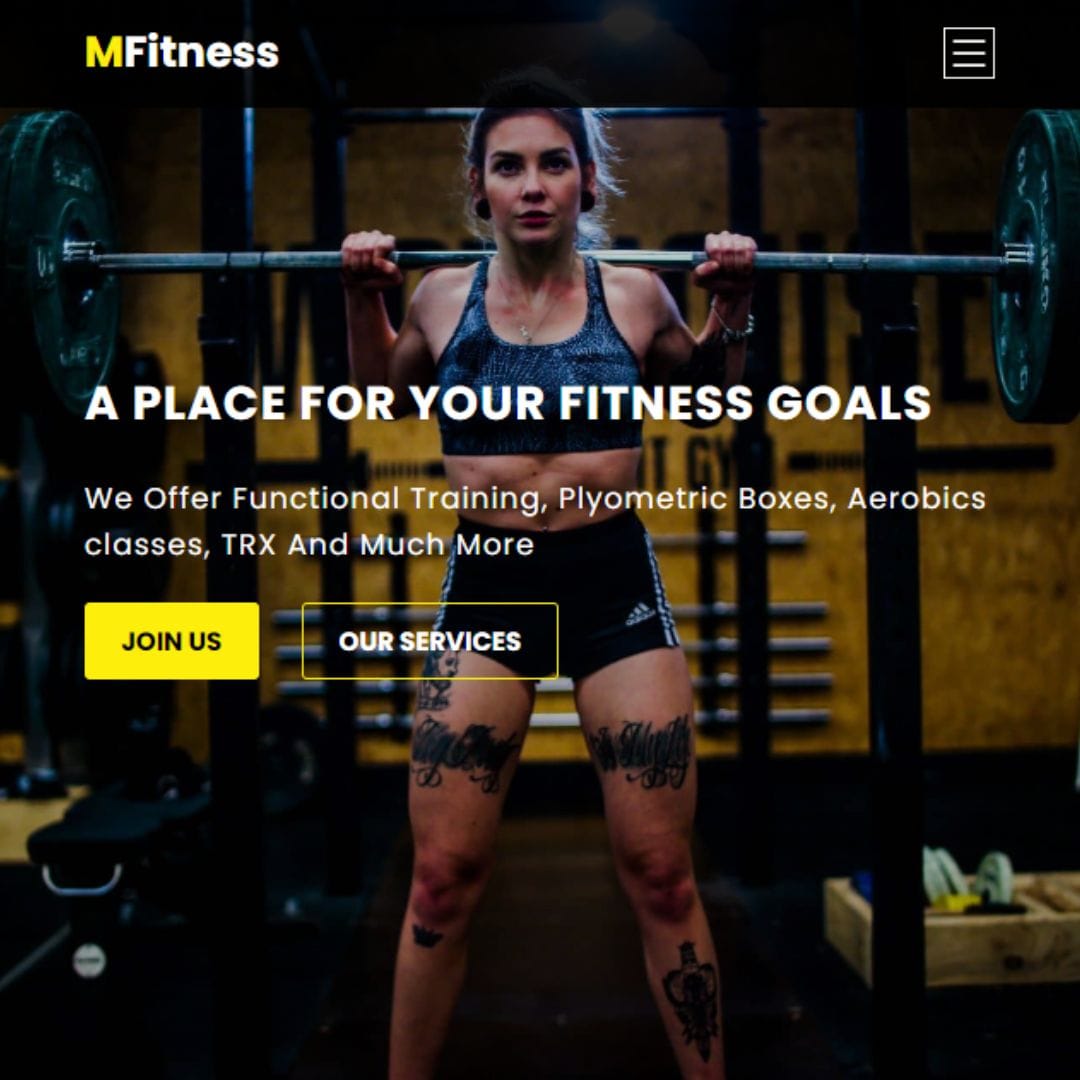 MFitness
A PLACE FOR YOUR FITNESS GOALS
We Offer Functional Training, Plyometric Boxes, Aerobics
classes, TRX And Much More
JOIN US
OUR SERVICES
adidas